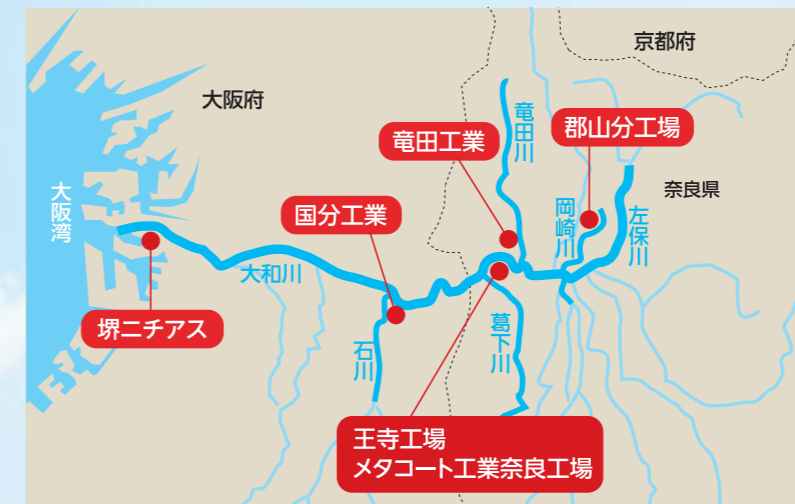 京都府
大阪府
竜田川
郡山分工場
竜田工業
奈良県
大阪湾
国分工業
岡崎川
左保川
大和川
堺ニチアス
石川
葛下川
王寺工場
メタコート工業奈良工場